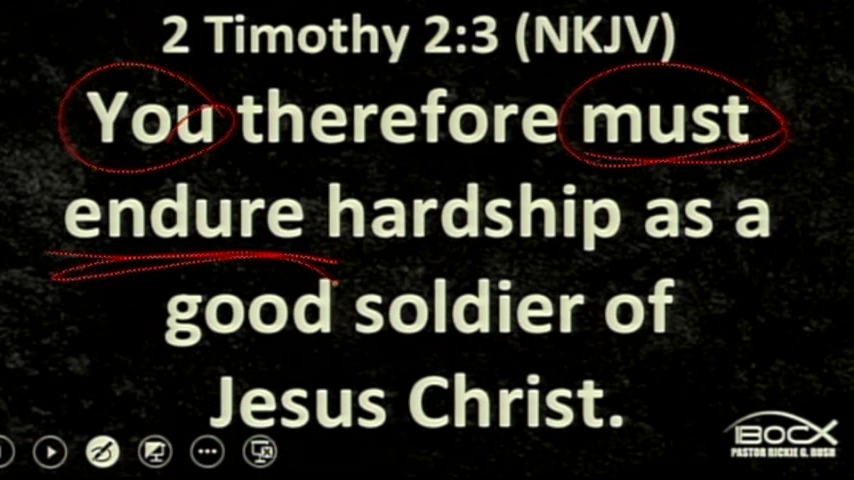 2 Timothy 2:3 (NKJV)
You therefore must
endure hardship as a
good soldier of
Jesus Christ.
BOCX
PASTOR RICKIE G. RUSH